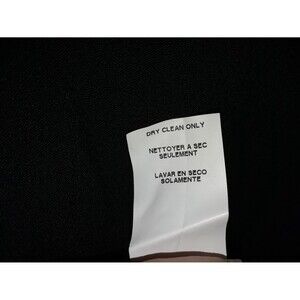 DRY CLEAN ONLY
NETTOYER A SEC
SEULEMENT
LAVAR EN SECO
SOLAMENTE